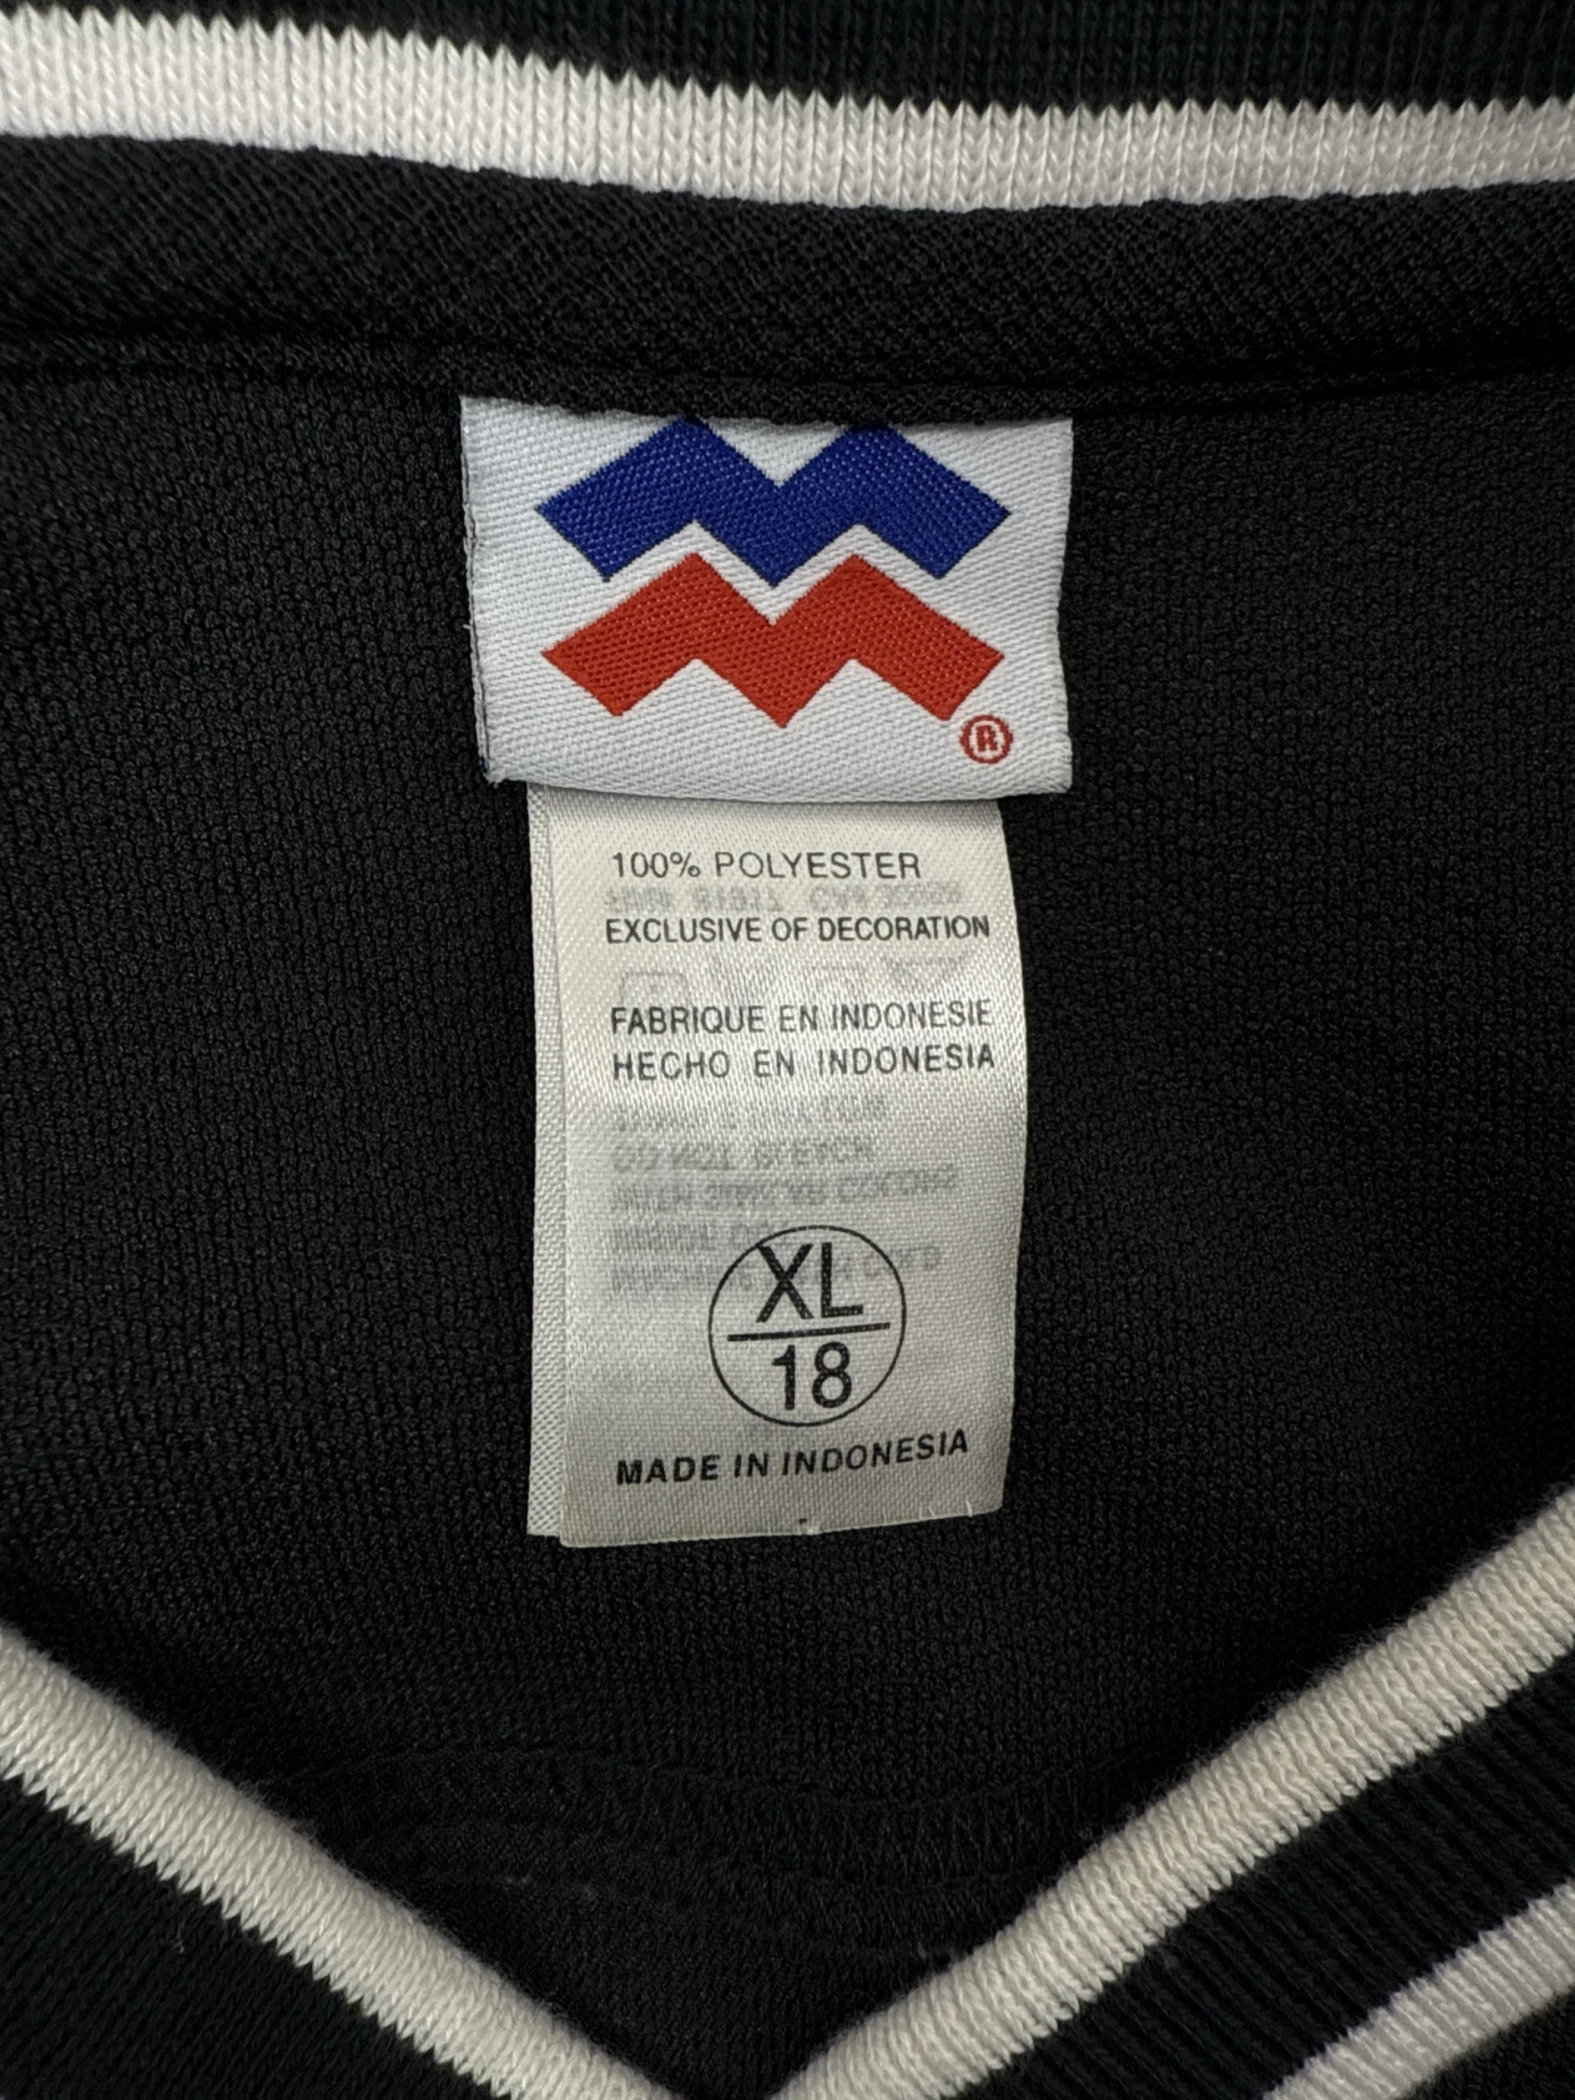 ®
100% POLYESTER
EXCLUSIVE OF DECORATION
FABRIQUE EN INDONESIE
HECHO EN INDONESIA
XL
18
MADE IN INDONESIA